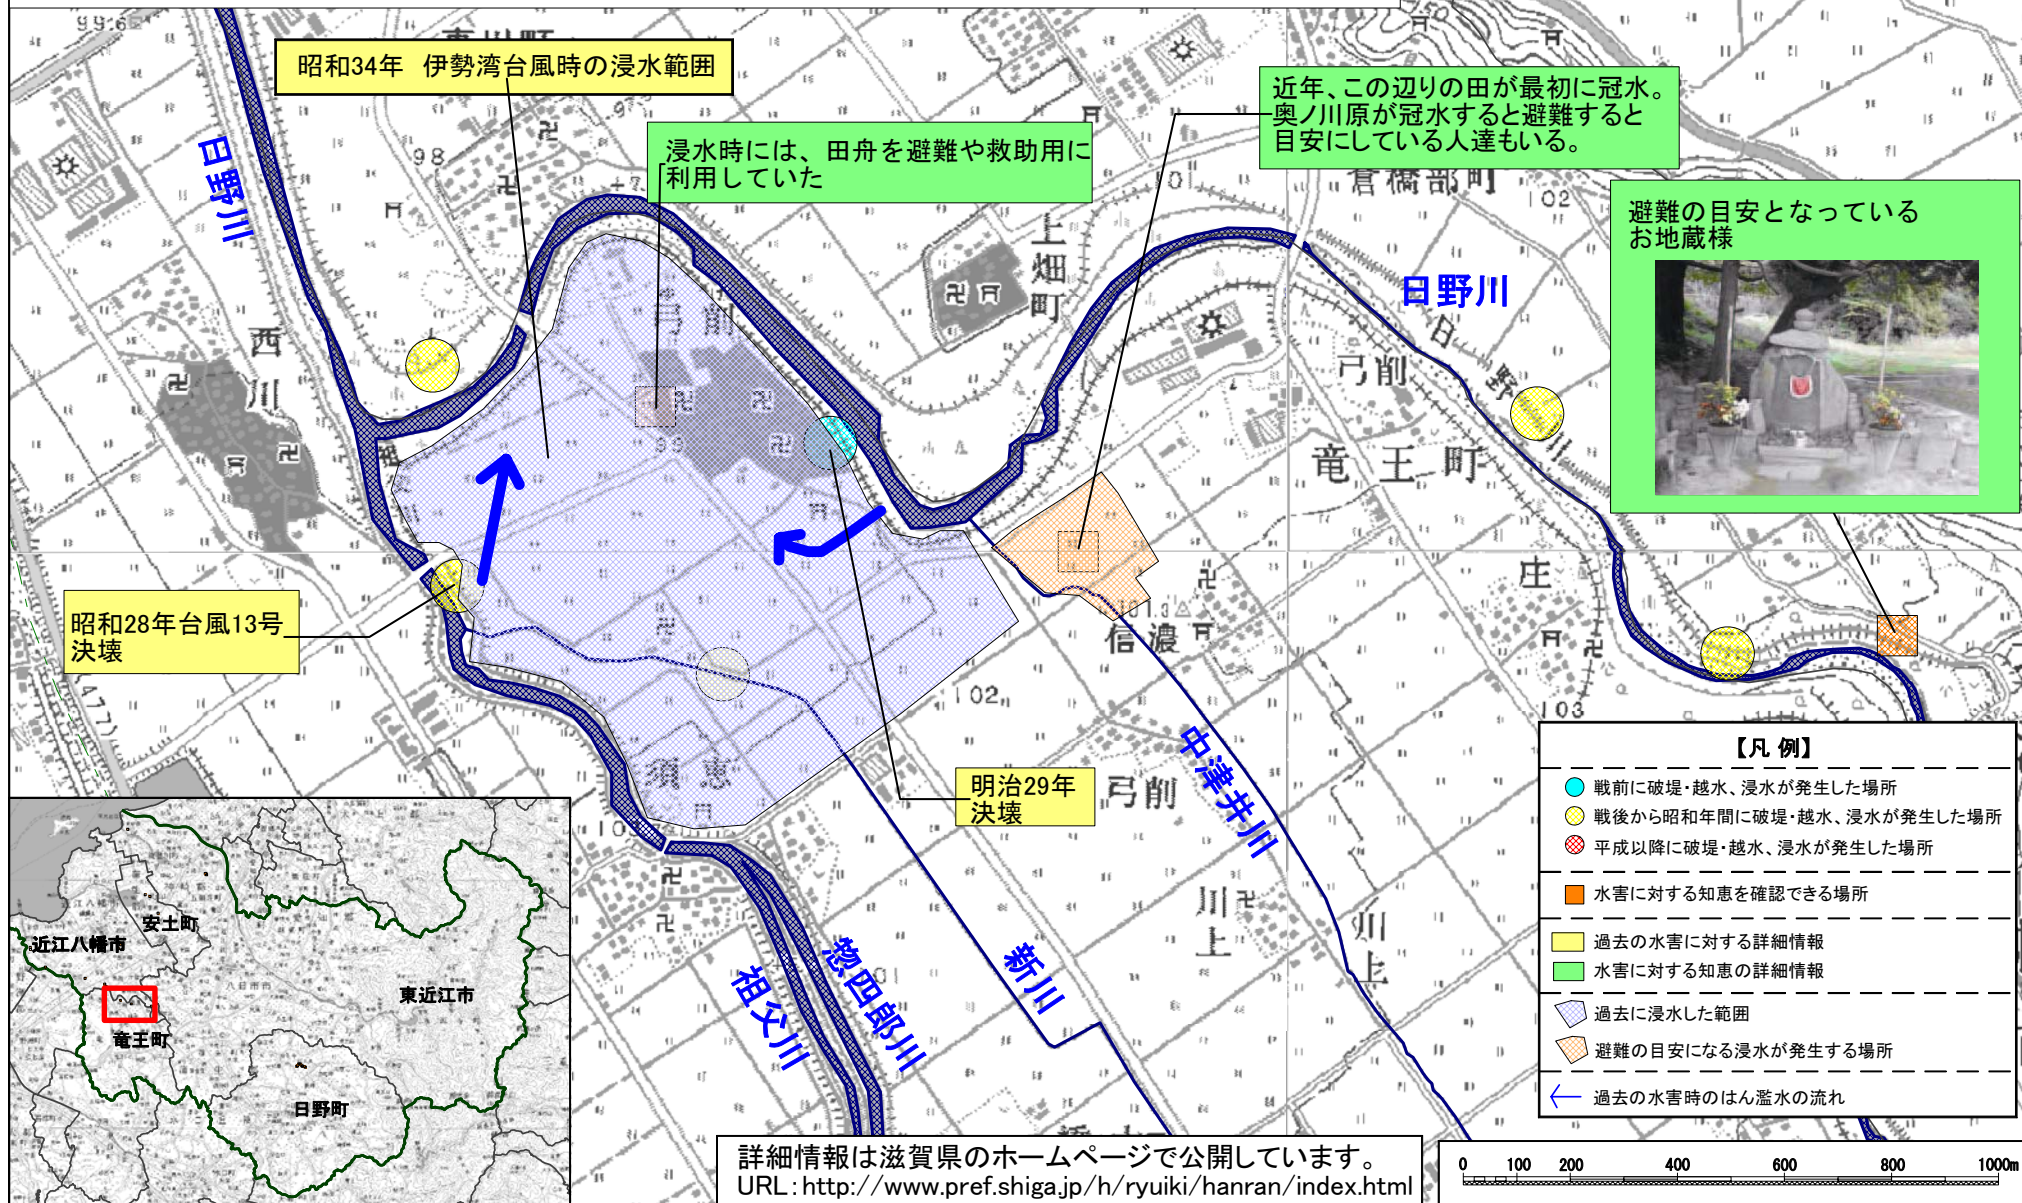 昭和34年 伊勢湾台風時の浸水範囲
浸水時には、田舟を避難や救助用に
利用していた
近年、この辺りの田が最初に冠水。
奥ノ川原が冠水すると避難すると
目安にしている人達もいる。
避難の目安となっている
お地蔵様
日野川
98
上畑町
倉橋部町
101
102
日野川
日野川
西川
弓削
弓削
竜王町
99
庄
昭和28年台風13号
決壊
信濃
101.3
102
103
須恵
明治29年
決壊
弓削
中津井川
川上
川上
新川
惣四郎川
祖父川
安土町
近江八幡市
東近江市
竜王町
日野町
【凡 例】
戦前に破堤・越水、浸水が発生した場所
戦後から昭和年間に破堤・越水、浸水が発生した場所
平成以降に破堤・越水、浸水が発生した場所
水害に対する知恵を確認できる場所
過去の水害に対する詳細情報
水害に対する知恵の詳細情報
過去に浸水した範囲
避難の目安になる浸水が発生する場所
過去の水害時のはん濫水の流れ
詳細情報は滋賀県のホームページで公開しています。
URL:http://www.pref.shiga.jp/h/ryuiki/hanran/index.html
0 100 200 400 600 800 1000m